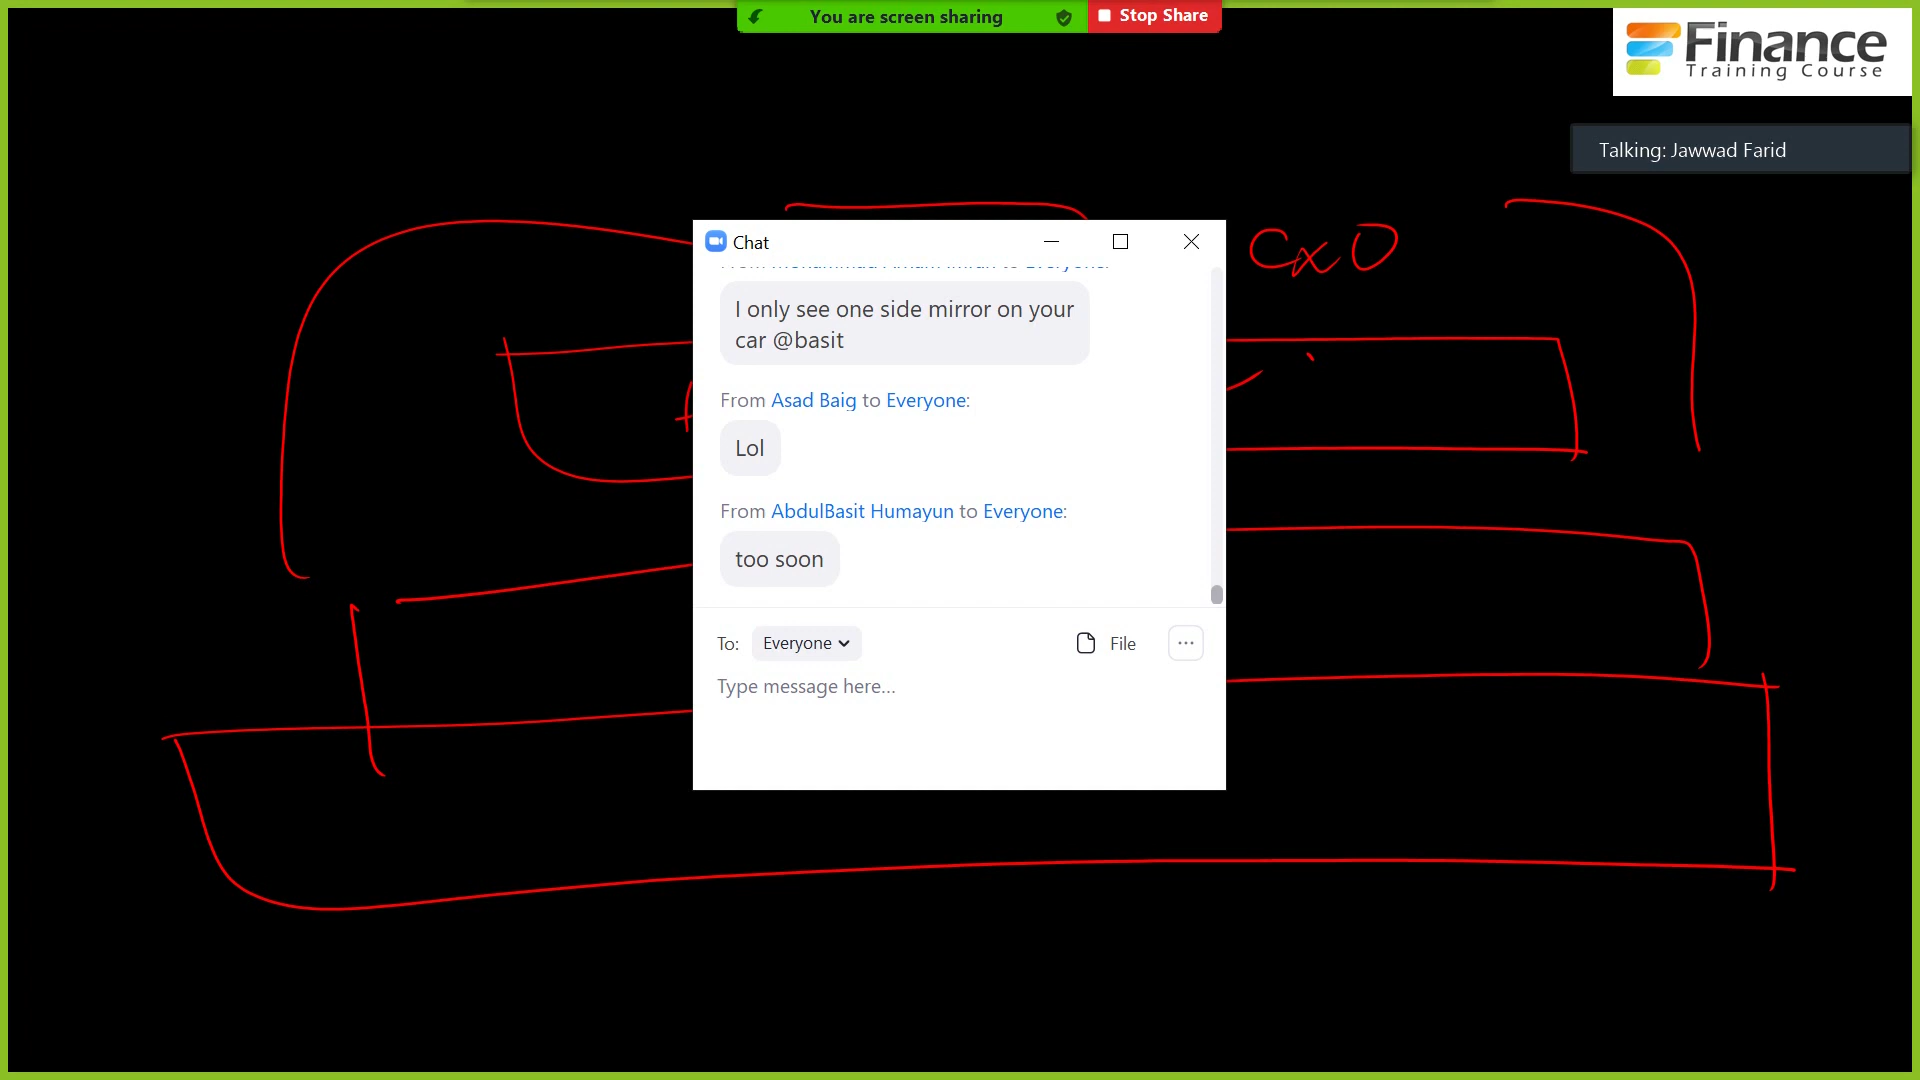 You are screen sharing
Stop Share
Finance
Training Course
Talking: Jawwad Farid
CxO
Chat
I only see one side mirror on your
car @basit
From Asad Baig to Everyone:
Lol
From AbdulBasit Humayun to Everyone:
too soon
To: Everyone
File
Type message here...